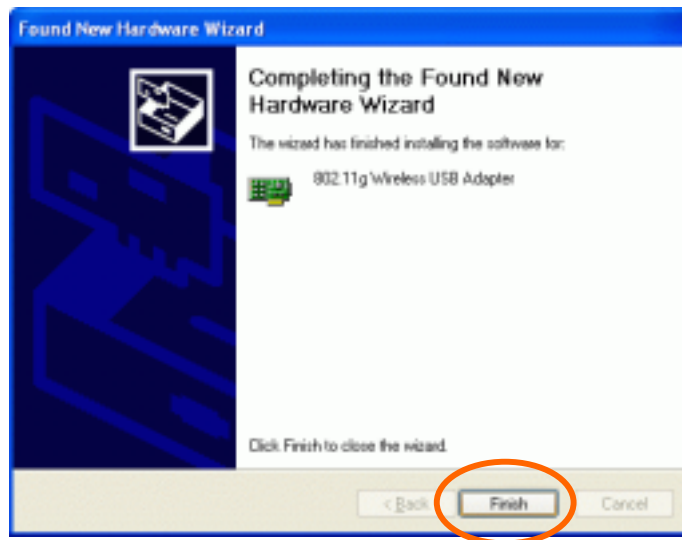 Found New Hardware Wizard
Completing the Found New
Hardware Wizard
The wizard has finished installing the software for:
802.11g Wireless USB Adapter
Click Finish to close the wizard.
< Back Finish Cancel